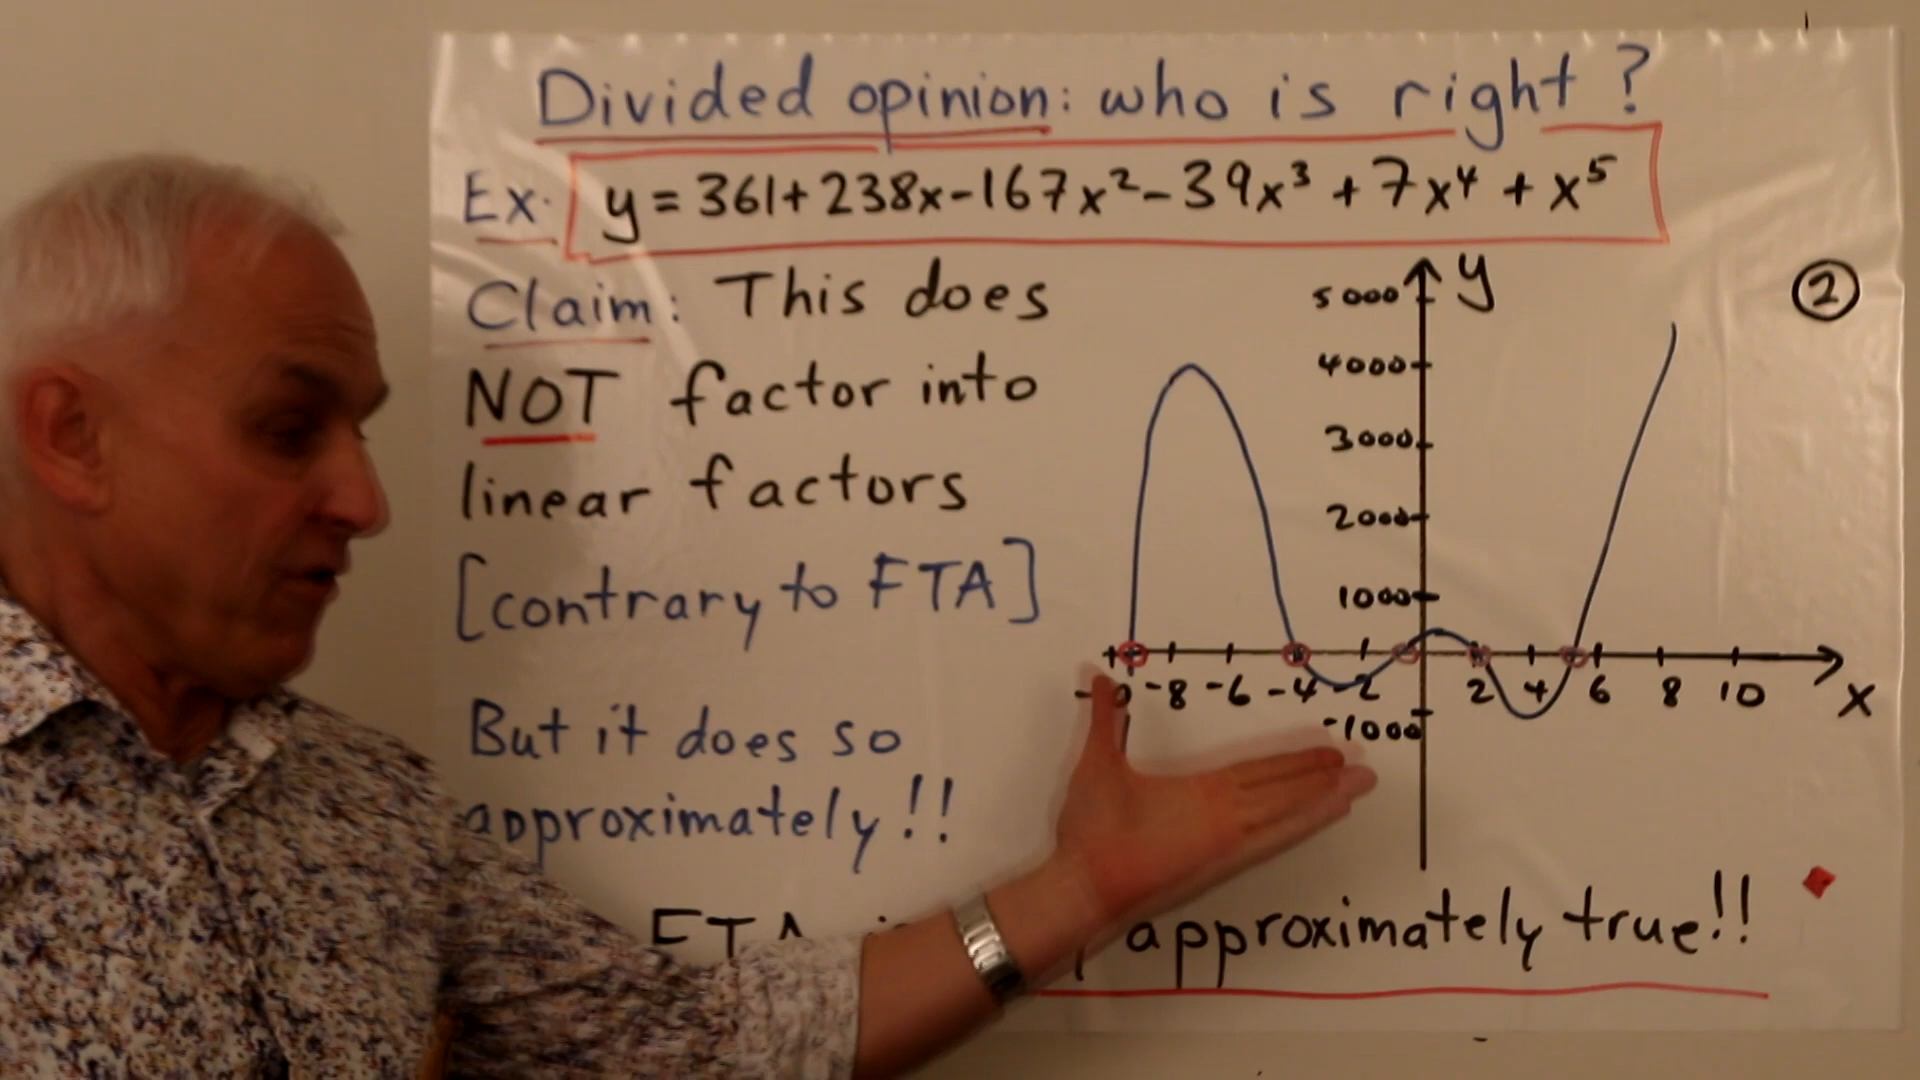 Divided opinion: who is right?
Ex. y = 361 + 238x - 167x² - 39x³ + 7x⁴ + x⁵
Claim: This does
NOT factor into
linear factors
[contrary to FTA]
But it does so
approximately!!
FTA approximately true!!
②
y
5000
4000
3000
2000
1000
-8 -6 -4 -2 2 4 6 8 10 x
-1000